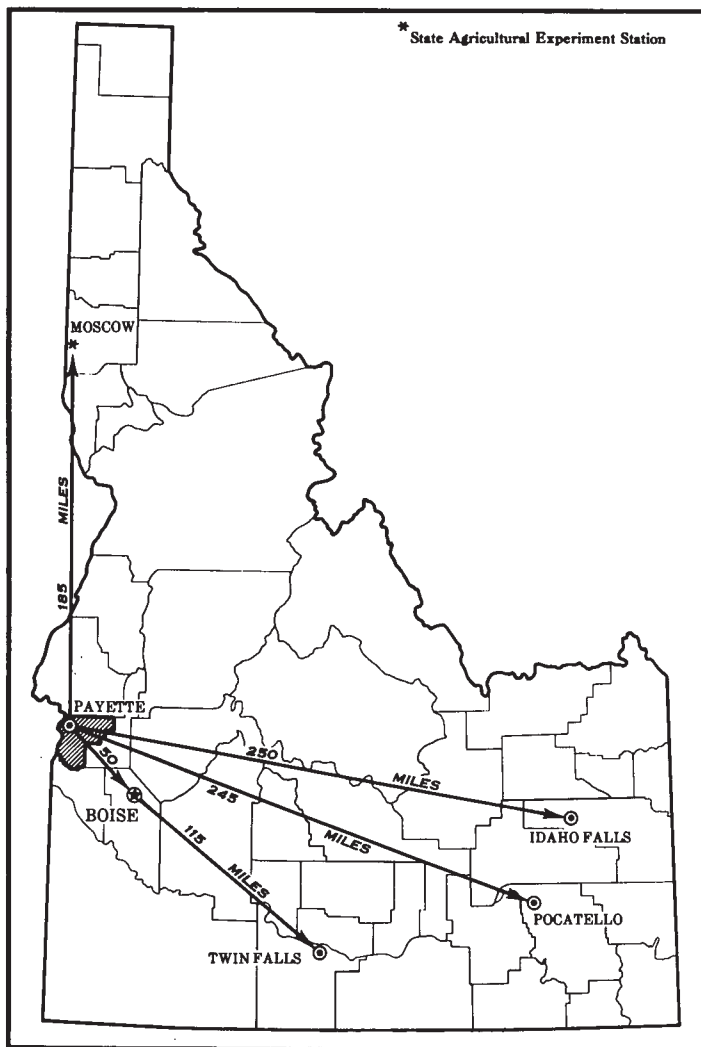 * State Agricultural Experiment Station
MOSCOW
*
185 MILES
PAYETTE
50
BOISE
250 MILES
245 MILES
115 MILES
IDAHO FALLS
POCATELLO
TWIN FALLS